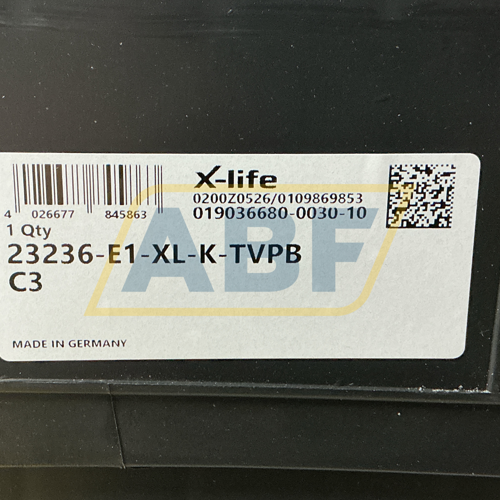 X-life
0200Z0526/0109869853
019036680-0030-10
4 026677 845863
1 Qty
23236-E1-XL-K-TVPB
C3
ABF
MADE IN GERMANY